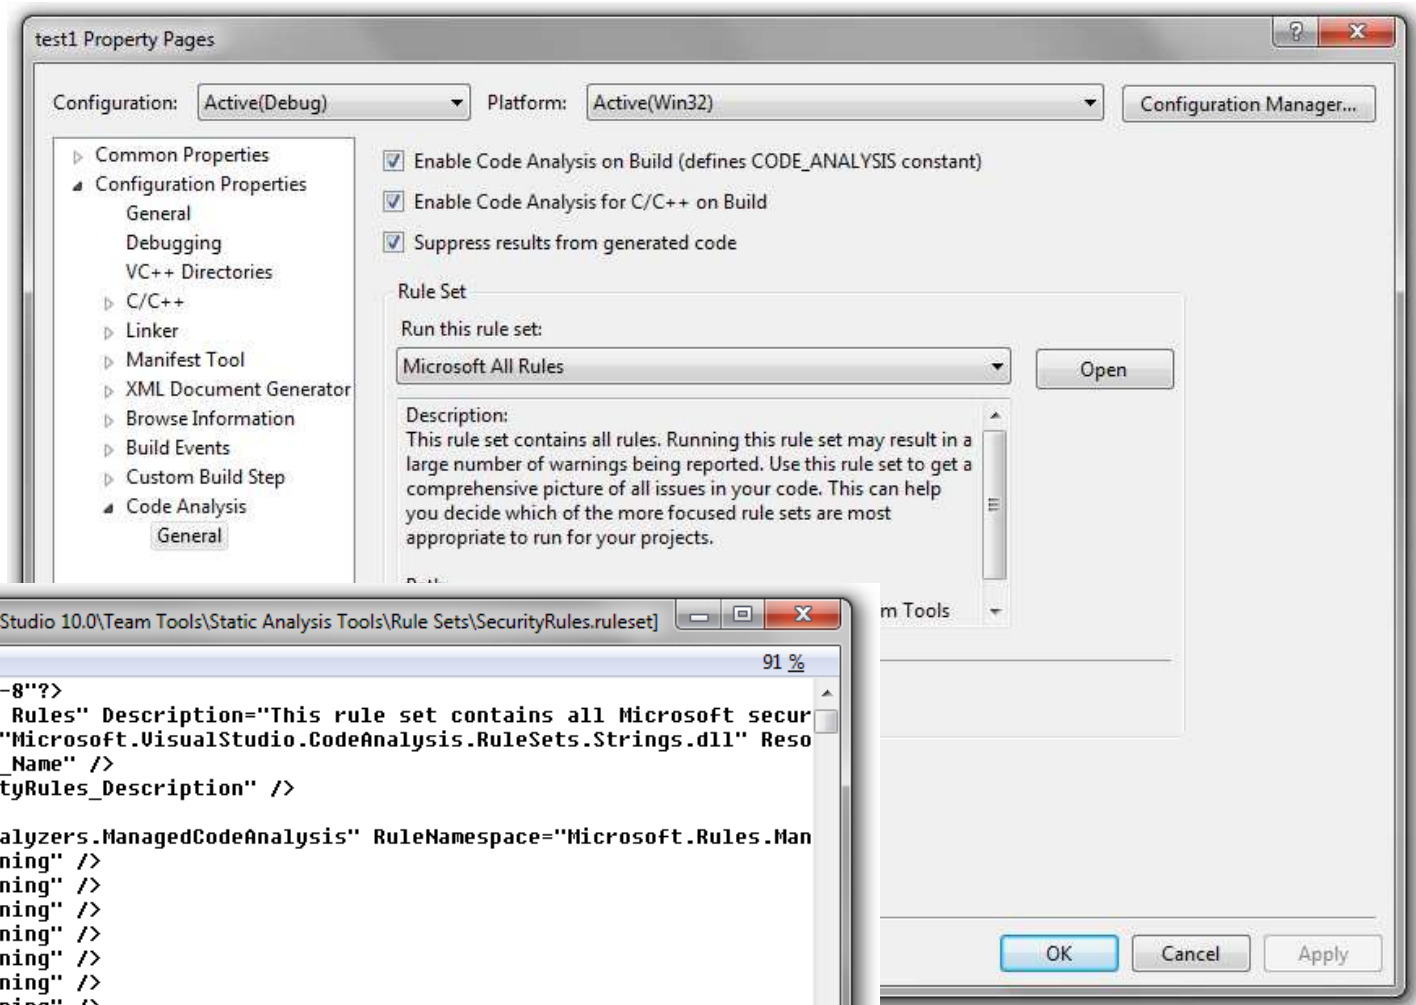 test1 Property Pages
Configuration: Active(Debug) Platform: Active(Win32) Configuration Manager...
Common Properties
Configuration Properties
General
Debugging
VC++ Directories
C/C++
Linker
Manifest Tool
XML Document Generator
Browse Information
Build Events
Custom Build Step
Code Analysis
General
Enable Code Analysis on Build (defines CODE_ANALYSIS constant)
Enable Code Analysis for C/C++ on Build
Suppress results from generated code
Rule Set
Run this rule set:
Microsoft All Rules
Open
Description:
This rule set contains all rules. Running this rule set may result in a
large number of warnings being reported. Use this rule set to get a
comprehensive picture of all issues in your code. This can help
you decide which of the more focused rule sets are most
appropriate to run for your projects.
m Tools
Studio 10.0\Team Tools\Static Analysis Tools\Rule Sets\SecurityRules.ruleset]
91 %
-8"?>
Rules" Description="This rule set contains all Microsoft secur
"Microsoft.VisualStudio.CodeAnalysis.RuleSets.Strings.dll" Reso
_Name" />
tyRules_Description" />
alyzers.ManagedCodeAnalysis" RuleNamespace="Microsoft.Rules.Man
ning" />
ning" />
ning" />
ning" />
ning" />
ning" />
OK Cancel Apply